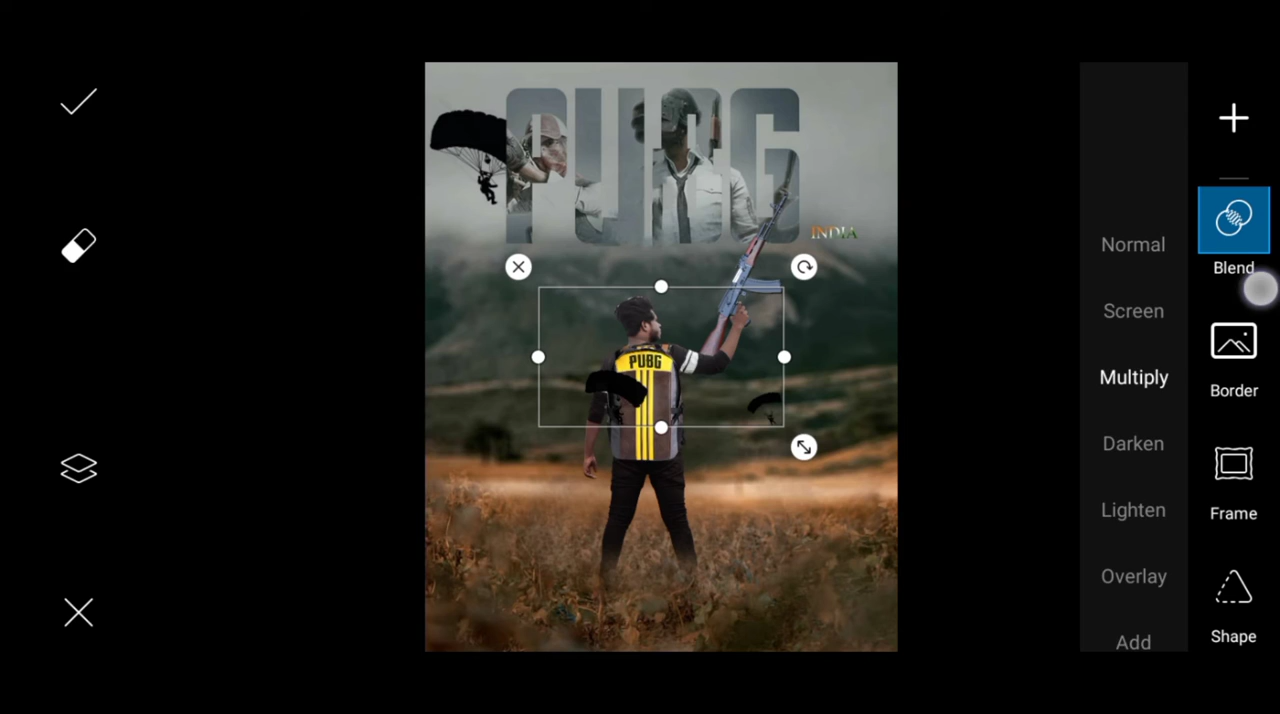 PUBG
INDIA
PUBG
Normal
Screen
Multiply
Darken
Lighten
Overlay
Add
Blend
Border
Frame
Shape